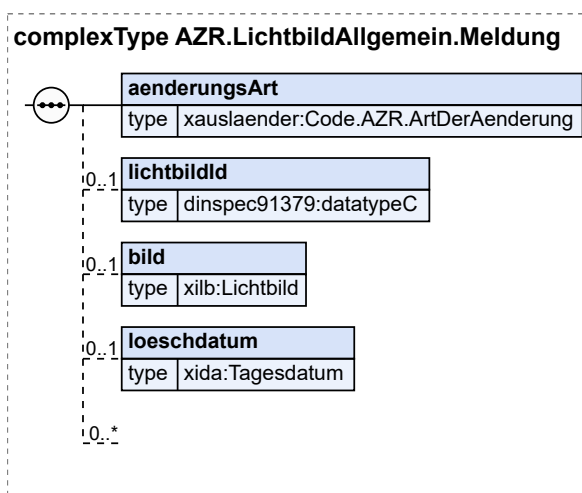 complexType AZR.LichtbildAllgemein.Meldung
aenderungsArt
type xauslaender:Code.AZR.ArtDerAenderung
0..1
lichtbildId
type dinspec91379:datatypeC
0..1
bild
type xilb:Lichtbild
0..1
loeschdatum
type xida:Tagesdatum
0..*